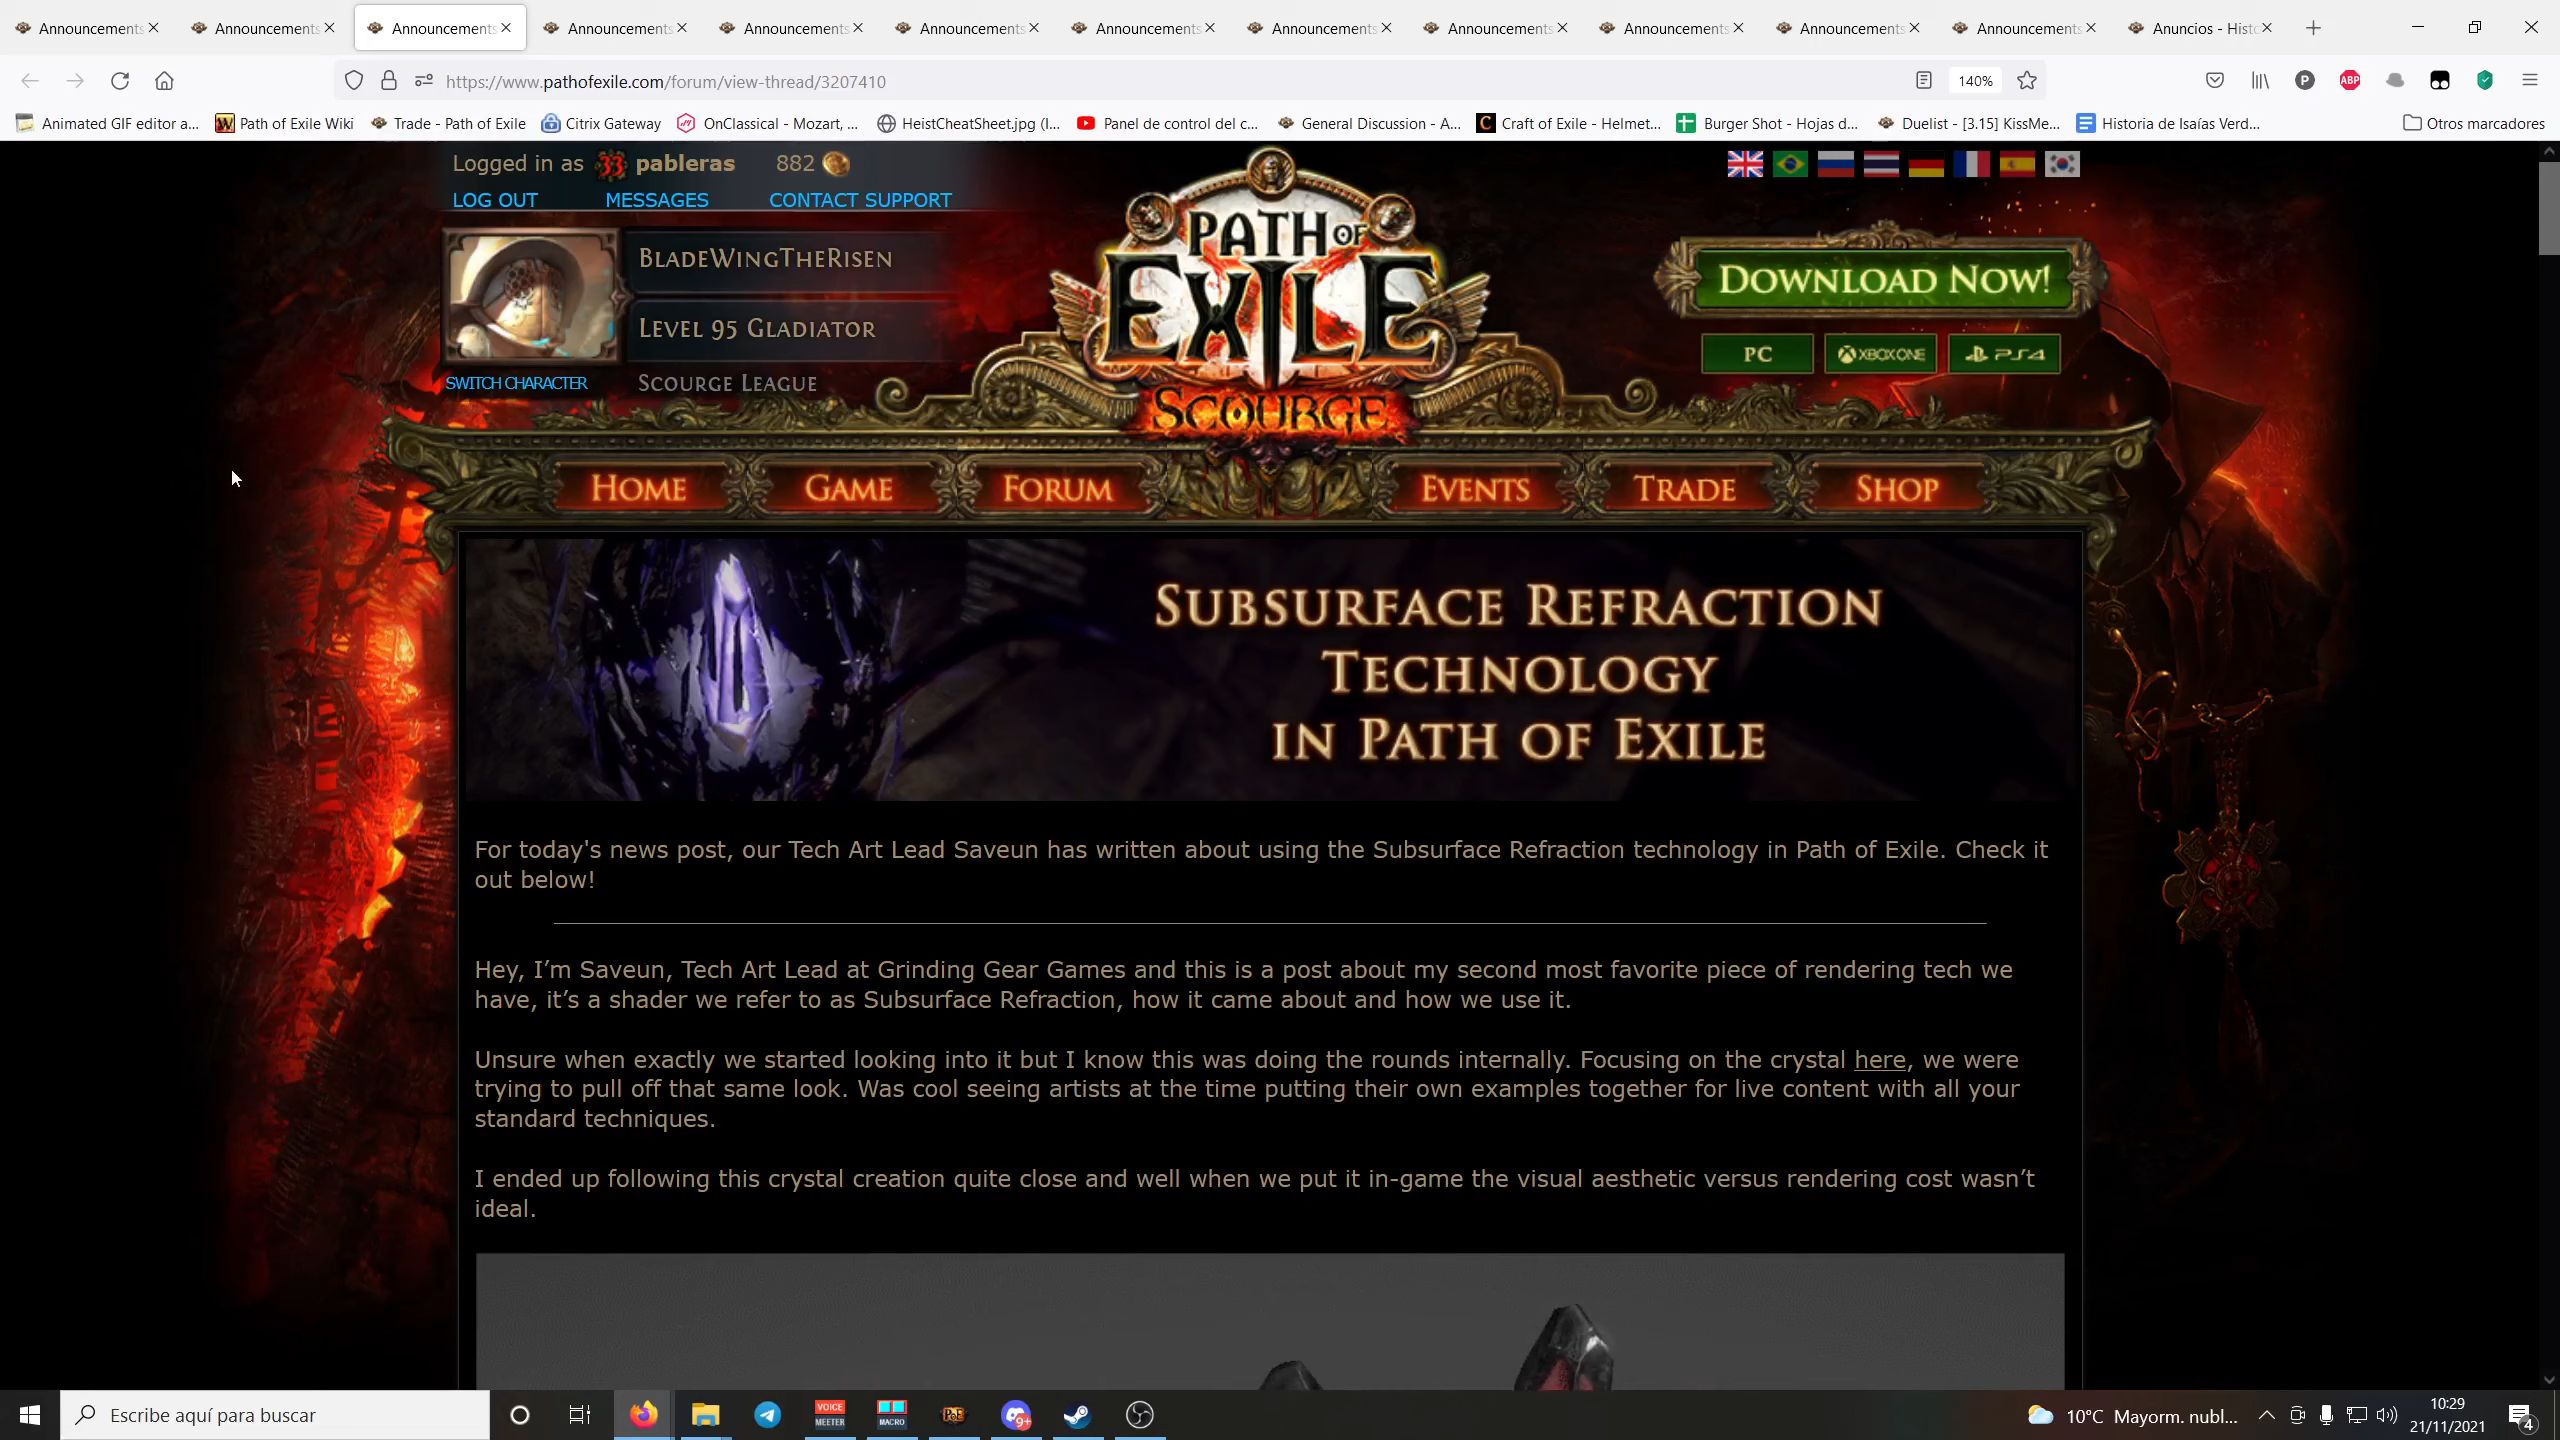 Announcements
Announcements
Announcements
Announcements
Announcements
Announcements
Announcements
Announcements
Announcements
Announcements
Announcements
Announcements
Anuncios - Histo
https://www.pathofexile.com/forum/view-thread/3207410
140%
P
ABP
Animated GIF editor a...
Path of Exile Wiki
Trade - Path of Exile
Citrix Gateway
OnClassical - Mozart, ...
HeistCheatSheet.jpg (I...
Panel de control del c...
General Discussion - A...
Craft of Exile - Helmet...
Burger Shot - Hojas d...
Duelist - [3.15] KissMe...
Historia de Isaías Verd...
Otros marcadores
Logged in as 33 pableras 882
LOG OUT MESSAGES CONTACT SUPPORT
BladeWingTheRisen
Level 95 Gladiator
SWITCH CHARACTER
Scourge League
PATH OF
EXILE
SCOURGE
Download Now!
PC
XBOX ONE
PS4
Home
Game
Forum
Events
Trade
Shop
Subsurface Refraction
Technology
in Path of Exile
For today's news post, our Tech Art Lead Saveun has written about using the Subsurface Refraction technology in Path of Exile. Check it
out below!
Hey, I’m Saveun, Tech Art Lead at Grinding Gear Games and this is a post about my second most favorite piece of rendering tech we
have, it’s a shader we refer to as Subsurface Refraction, how it came about and how we use it.
Unsure when exactly we started looking into it but I know this was doing the rounds internally. Focusing on the crystal here, we were
trying to pull off that same look. Was cool seeing artists at the time putting their own examples together for live content with all your
standard techniques.
I ended up following this crystal creation quite close and well when we put it in-game the visual aesthetic versus rendering cost wasn’t
ideal.
Escribe aquí para buscar
VOICE
MEETER
MACRO
PoE
9+
10°C Mayorm. nubl...
10:29
21/11/2021
4